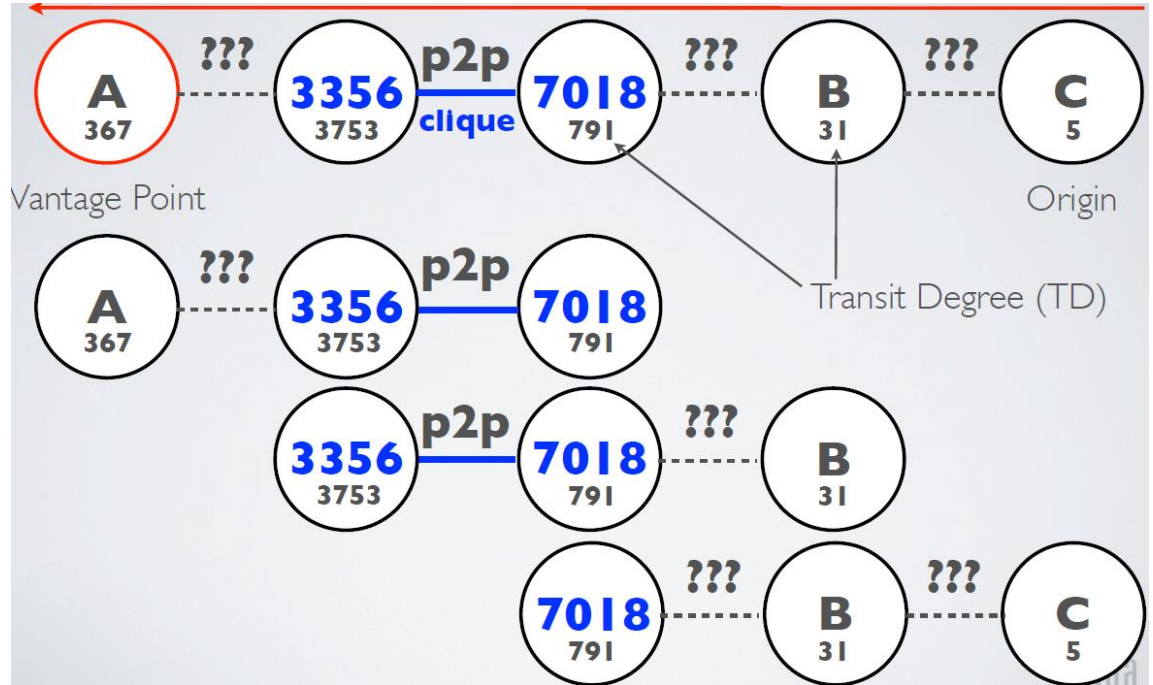 ??? p2p ??? ???
A 3356 7018 B C
367 3753 clique 791 31 5
Vantage Point Origin
??? p2p
A 3356 7018
367 3753 791
Transit Degree (TD)
p2p ???
3356 7018 B
3753 791 31
??? ???
7018 B C
791 31 5